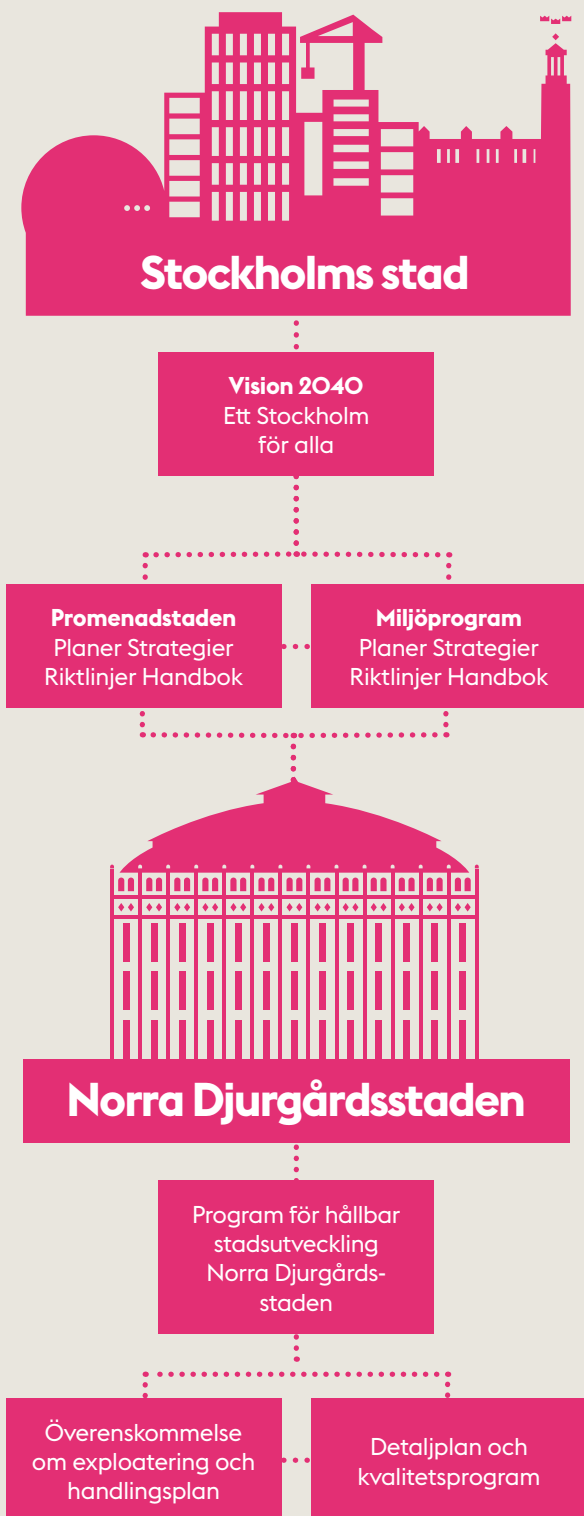 Stockholms stad
Vision 2040
Ett Stockholm
för alla
Promenadstaden
Planer Strategier
Riktlinjer Handbok
Miljöprogram
Planer Strategier
Riktlinjer Handbok
Norra Djurgårdsstaden
Program för hållbar
stadsutveckling
Norra Djurgårds-
staden
Överenskommelse
om exploatering och
handlingsplan
Detaljplan och
kvalitetsprogram